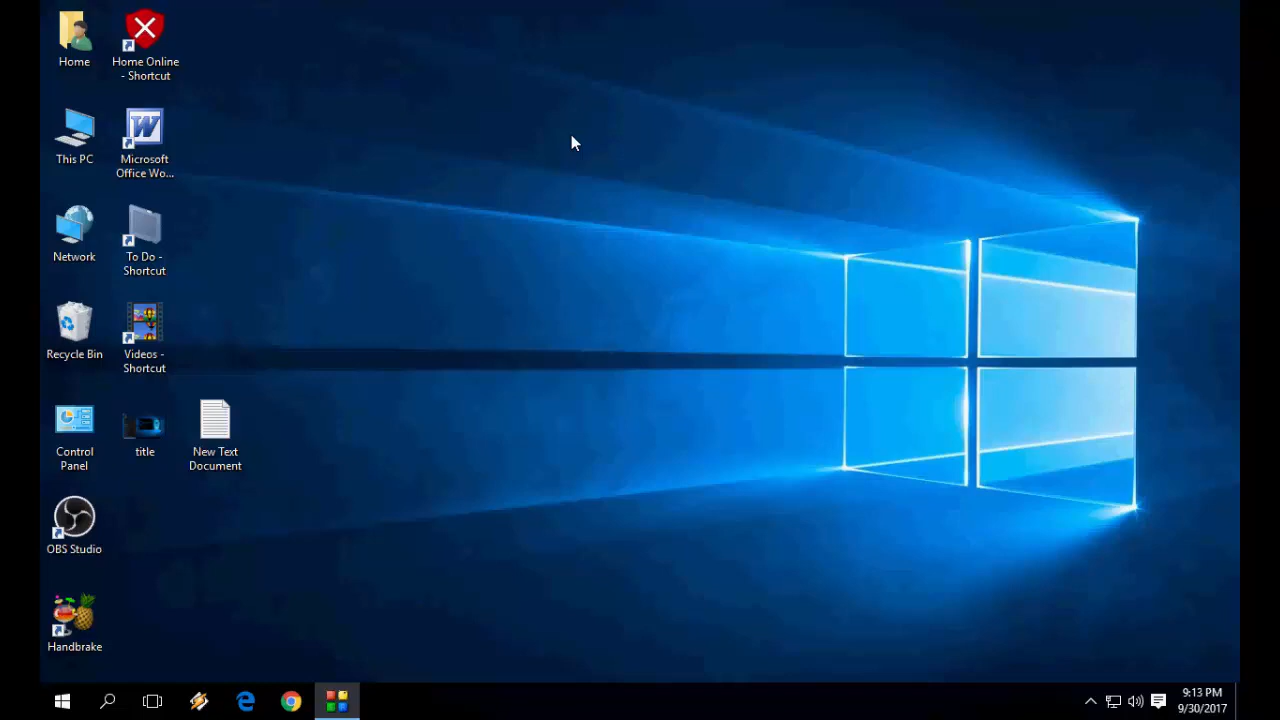 Home
Home Online
- Shortcut
This PC
Microsoft
Office Wo...
Network
To Do -
Shortcut
Recycle Bin
Videos -
Shortcut
Control
Panel
title
New Text
Document
OBS Studio
Handbrake
9:13 PM
9/30/2017